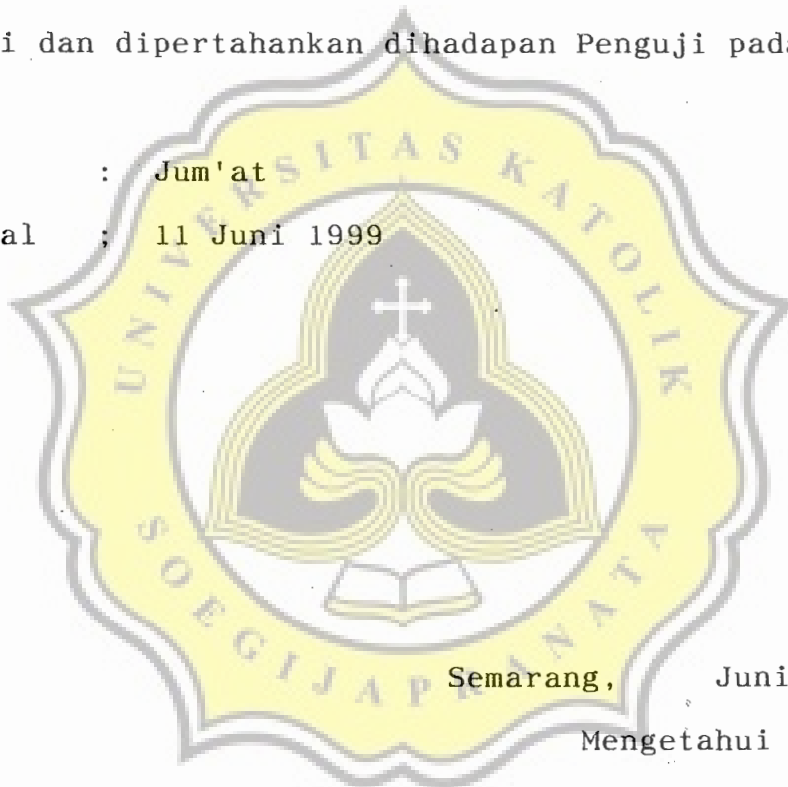 i dan dipertahankan dihadapan Penguji pada
: Jum'at
al ; 11 Juni 1999
UNIVERSITAS KATOLIK
SOEGIJAPRANATA
Semarang, Juni
Mengetahui